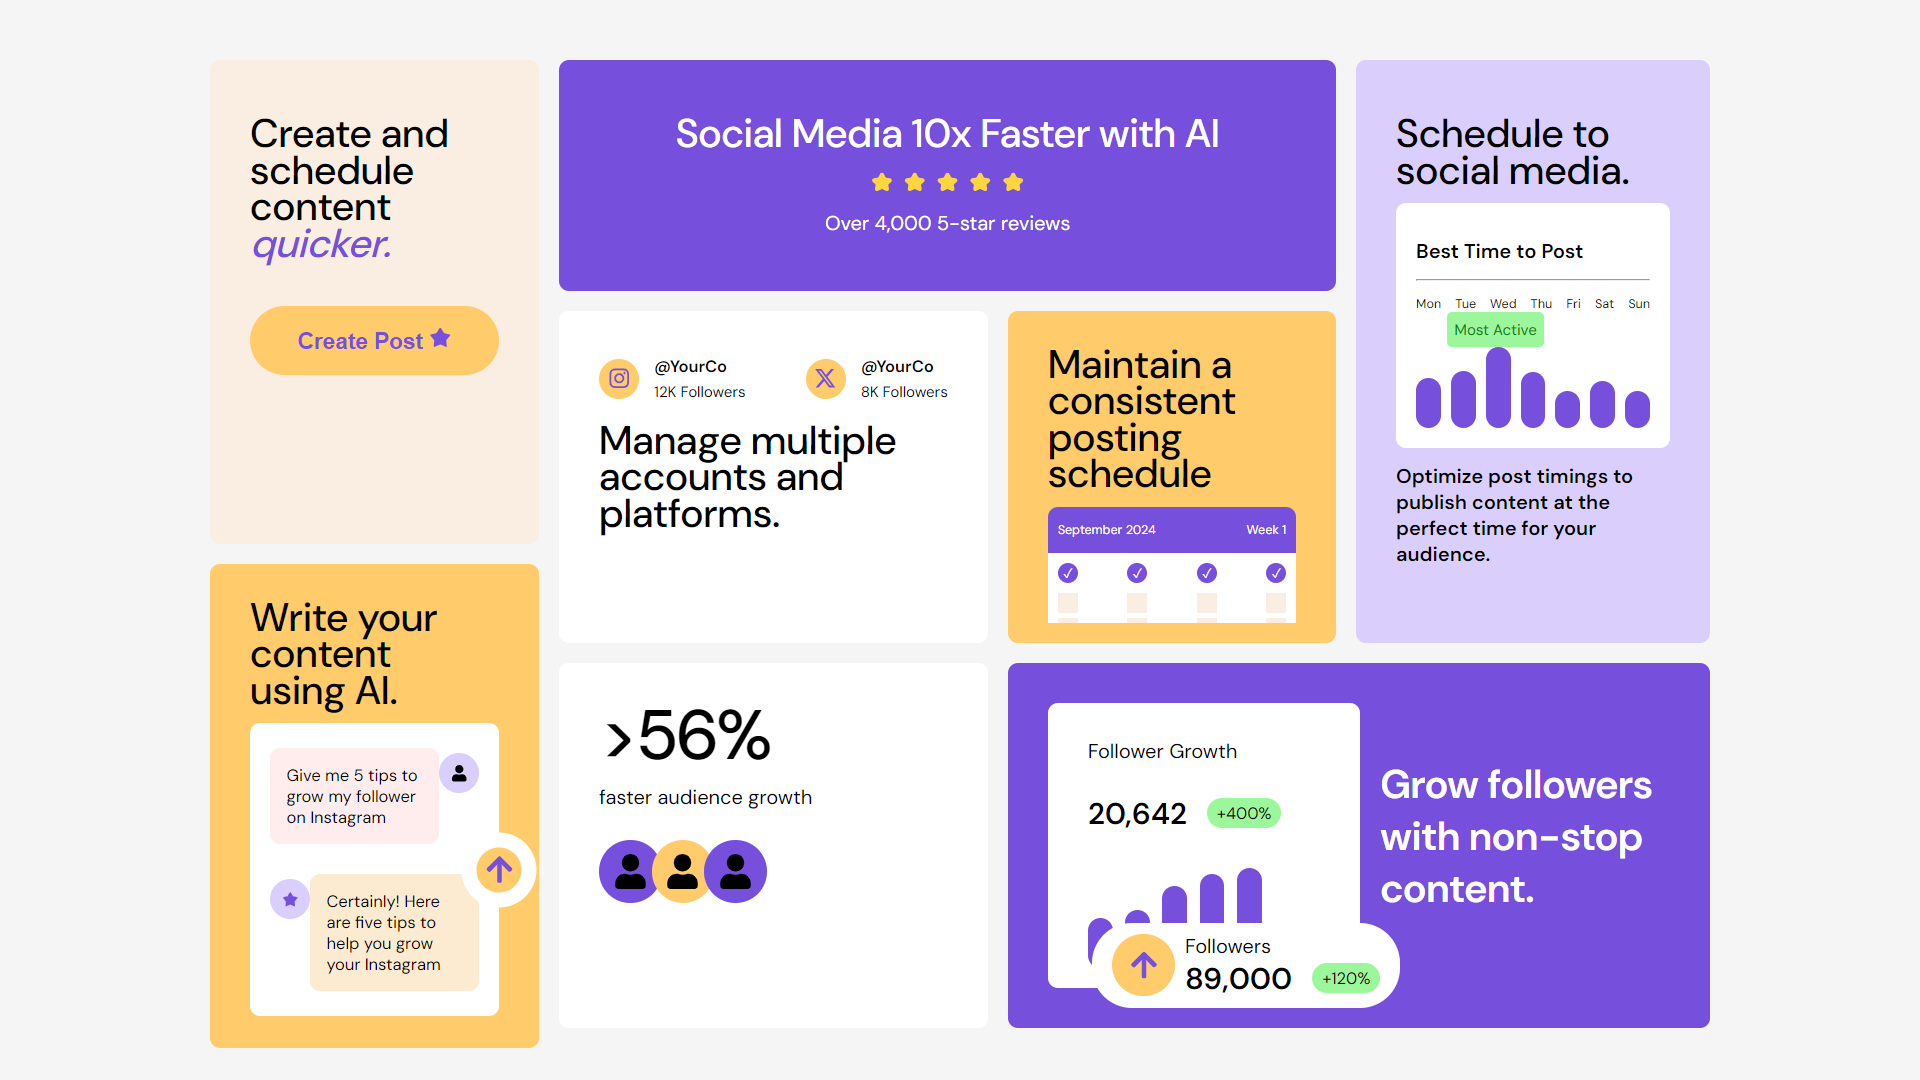 Create and
schedule
content
quicker.
Create Post
Social Media 10x Faster with AI
Over 4,000 5-star reviews
Schedule to
social media.
Best Time to Post
Mon Tue Wed Thu Fri Sat Sun
Most Active
Optimize post timings to
publish content at the
perfect time for your
audience.
@YourCo
12K Followers
@YourCo
8K Followers
Manage multiple
accounts and
platforms.
Maintain a
consistent
posting
schedule
September 2024 Week 1
Write your
content
using AI.
Give me 5 tips to
grow my follower
on Instagram
Certainly! Here
are five tips to
help you grow
your Instagram
>56%
faster audience growth
Follower Growth
20,642 +400%
Followers
89,000 +120%
Grow followers
with non-stop
content.